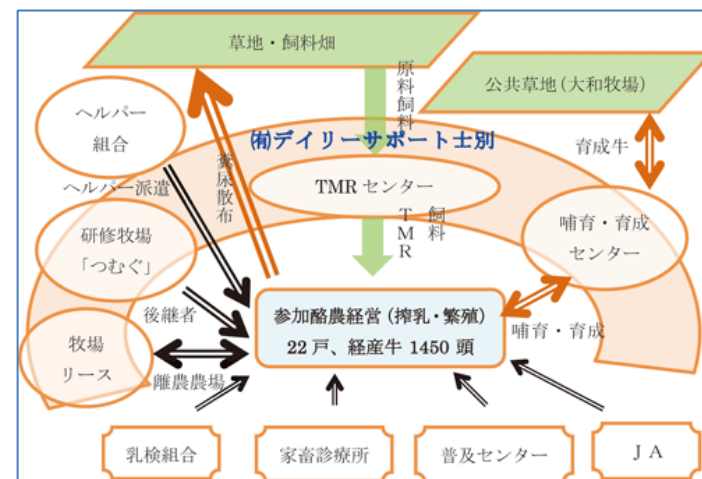 草地・飼料畑
原料飼料
公共草地(大和牧場)
ヘルパー
組合
㈲デイリーサポート士別
育成牛
糞尿散布
ヘルパー派遣
TMRセンター
研修牧場
「つむぐ」
飼料
TMR
哺育・育成
センター
後継者
参加酪農経営(搾乳・繁殖)
22戸、経産牛1450頭
牧場
リース
哺育・育成
離農農場
乳検組合
家畜診療所
普及センター
JA